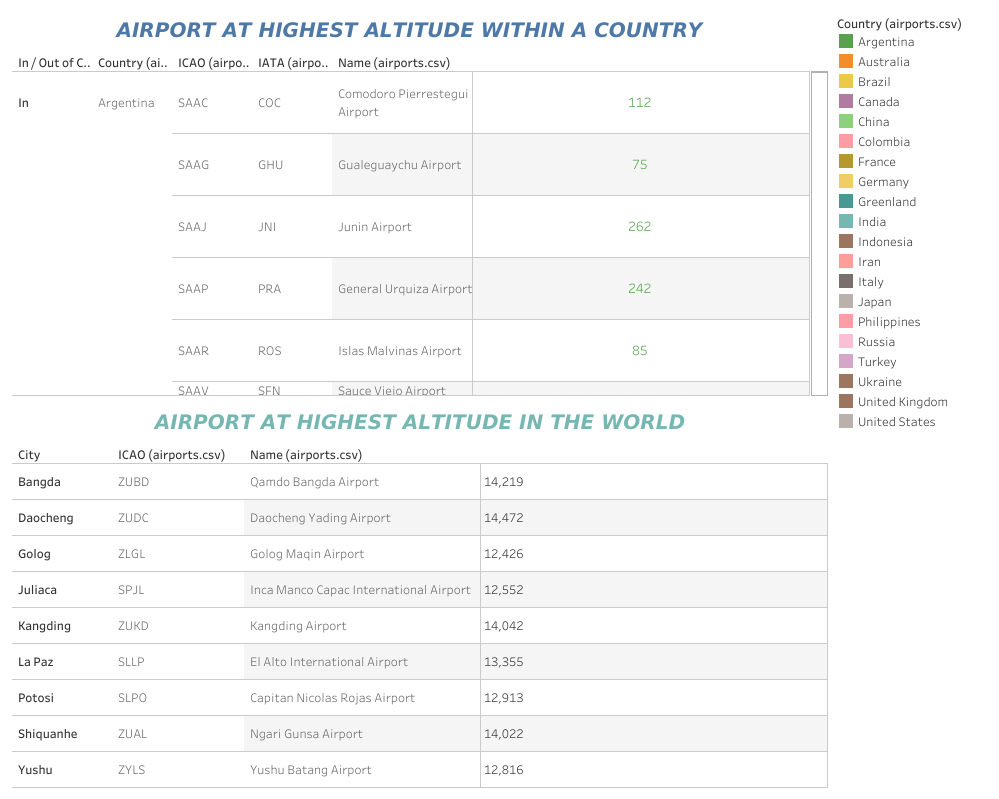 AIRPORT AT HIGHEST ALTITUDE WITHIN A COUNTRY
In / Out of C.. Country (ai.. ICAO (airpo.. IATA (airpo.. Name (airports.csv)
In Argentina SAAC COC Comodoro Pierrestegui Airport 112
SAAG GHU Gualeguaychu Airport 75
SAAJ JNI Junin Airport 262
SAAP PRA General Urquiza Airport 242
SAAR ROS Islas Malvinas Airport 85
SAAV SFN Sauce Viejo Airport
AIRPORT AT HIGHEST ALTITUDE IN THE WORLD
City ICAO (airports.csv) Name (airports.csv)
Bangda ZUBD Qamdo Bangda Airport 14,219
Daocheng ZUDC Daocheng Yading Airport 14,472
Golog ZLGL Golog Maqin Airport 12,426
Juliaca SPJL Inca Manco Capac International Airport 12,552
Kangding ZUKD Kangding Airport 14,042
La Paz SLLP El Alto International Airport 13,355
Potosi SLPO Capitan Nicolas Rojas Airport 12,913
Shiquanhe ZUAL Ngari Gunsa Airport 14,022
Yushu ZYLS Yushu Batang Airport 12,816
Country (airports.csv)
Argentina
Australia
Brazil
Canada
China
Colombia
France
Germany
Greenland
India
Indonesia
Iran
Italy
Japan
Philippines
Russia
Turkey
Ukraine
United Kingdom
United States